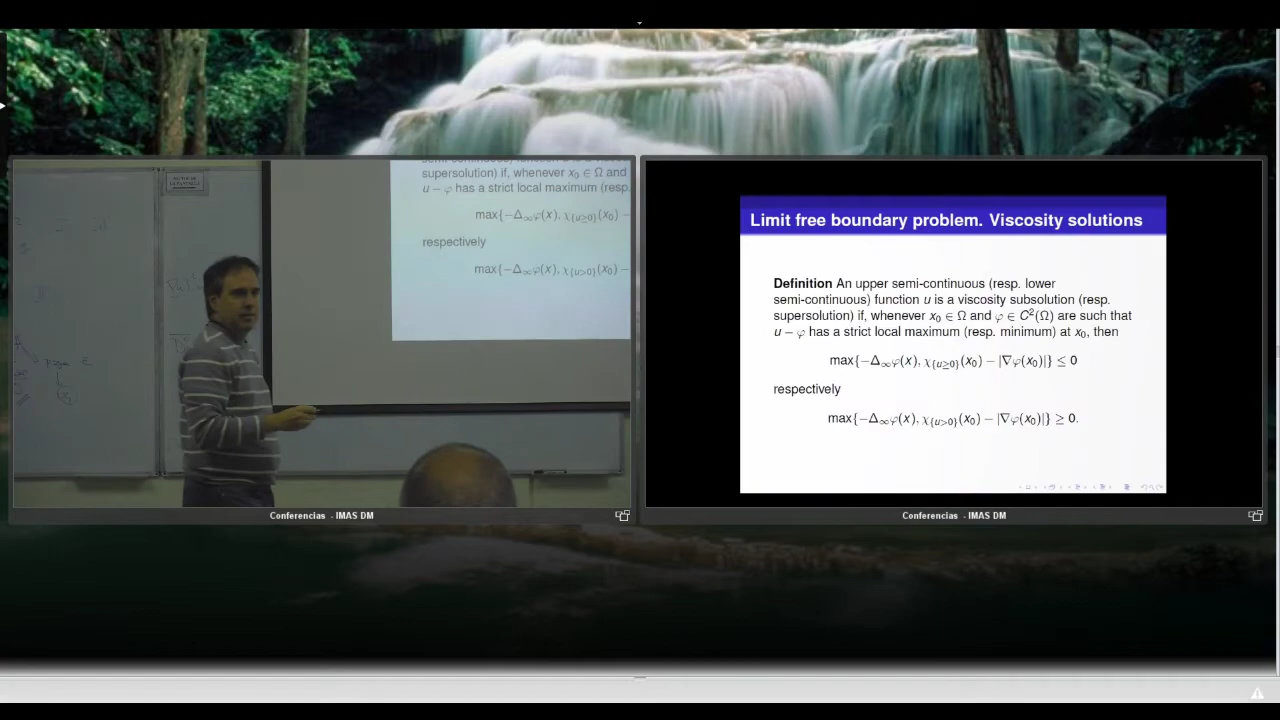 supersolution) if, whenever x₀ ∈ Ω and
u − φ has a strict local maximum (resp.
max{−Δ∞φ(x), χ{u≥0}(x₀) −
respectively
max{−Δ∞φ(x), χ{u>0}(x₀) −
Conferencias - IMAS DM
Limit free boundary problem. Viscosity solutions
Definition An upper semi-continuous (resp. lower
semi-continuous) function u is a viscosity subsolution (resp.
supersolution) if, whenever x₀ ∈ Ω and φ ∈ C²(Ω) are such that
u − φ has a strict local maximum (resp. minimum) at x₀, then
max{−Δ∞φ(x), χ{u≥0}(x₀) − |∇φ(x₀)|} ≤ 0
respectively
max{−Δ∞φ(x), χ{u>0}(x₀) − |∇φ(x₀)|} ≥ 0.
Conferencias - IMAS DM